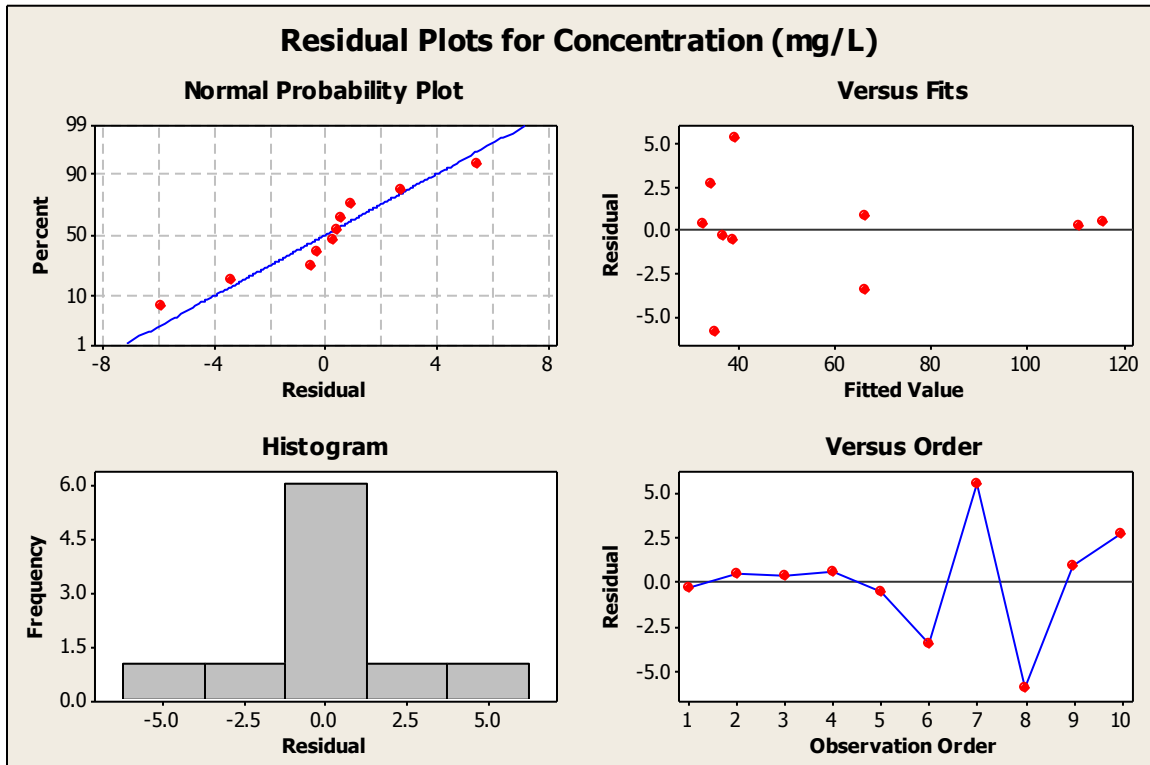 Residual Plots for Concentration (mg/L)
Normal Probability Plot
Percent
99
90
50
10
1
-8 -4 0 4 8
Residual
Versus Fits
Residual
5.0
2.5
0.0
-2.5
-5.0
40 60 80 100 120
Fitted Value
Histogram
Frequency
6.0
4.5
3.0
1.5
0.0
-5.0 -2.5 0.0 2.5 5.0
Residual
Versus Order
Residual
5.0
2.5
0.0
-2.5
-5.0
1 2 3 4 5 6 7 8 9 10
Observation Order